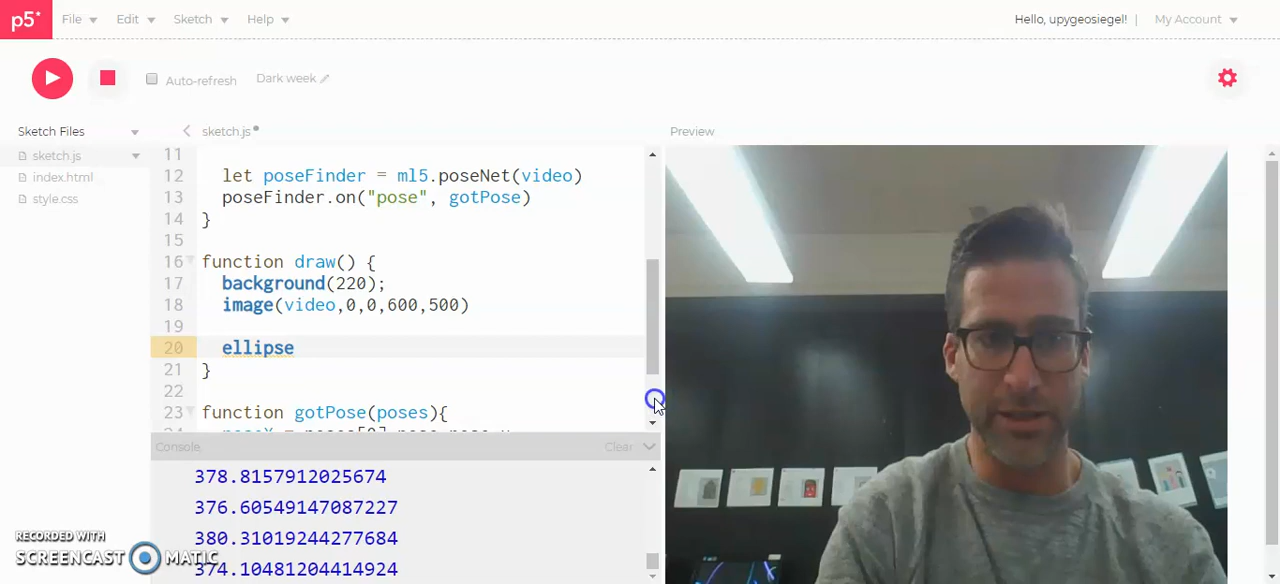 p5*
File Edit Sketch Help
Hello, upygeosiegel! | My Account
Auto-refresh Dark week
Sketch Files
sketch.js
index.html
style.css
< sketch.js
Preview
11
12 let poseFinder = ml5.poseNet(video)
13 poseFinder.on("pose", gotPose)
14 }
15
16 function draw() {
17 background(220);
18 image(video,0,0,600,500)
19
20 ellipse
21 }
22
23 function gotPose(poses){
Console
Clear
378.8157912025674
376.60549147087227
380.31019244277684
374.10481204414924
RECORDED WITH
SCREENCAST MATIC